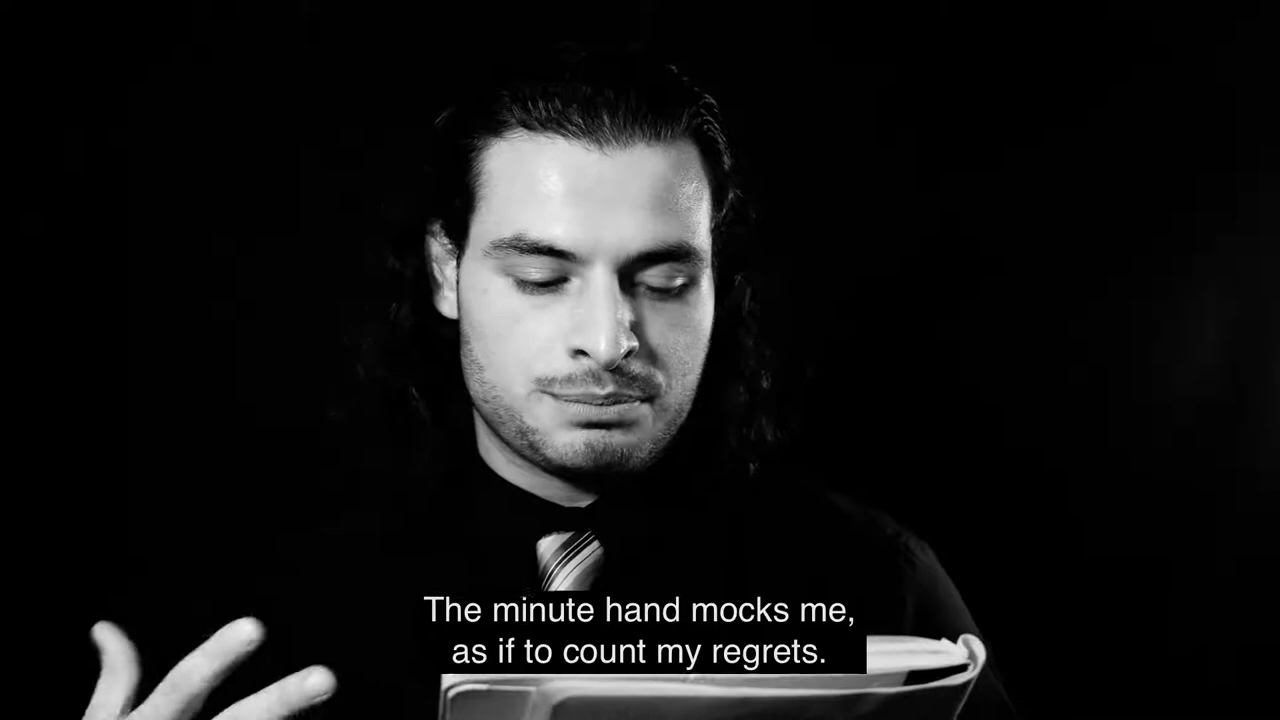 The minute hand mocks me,
as if to count my regrets.